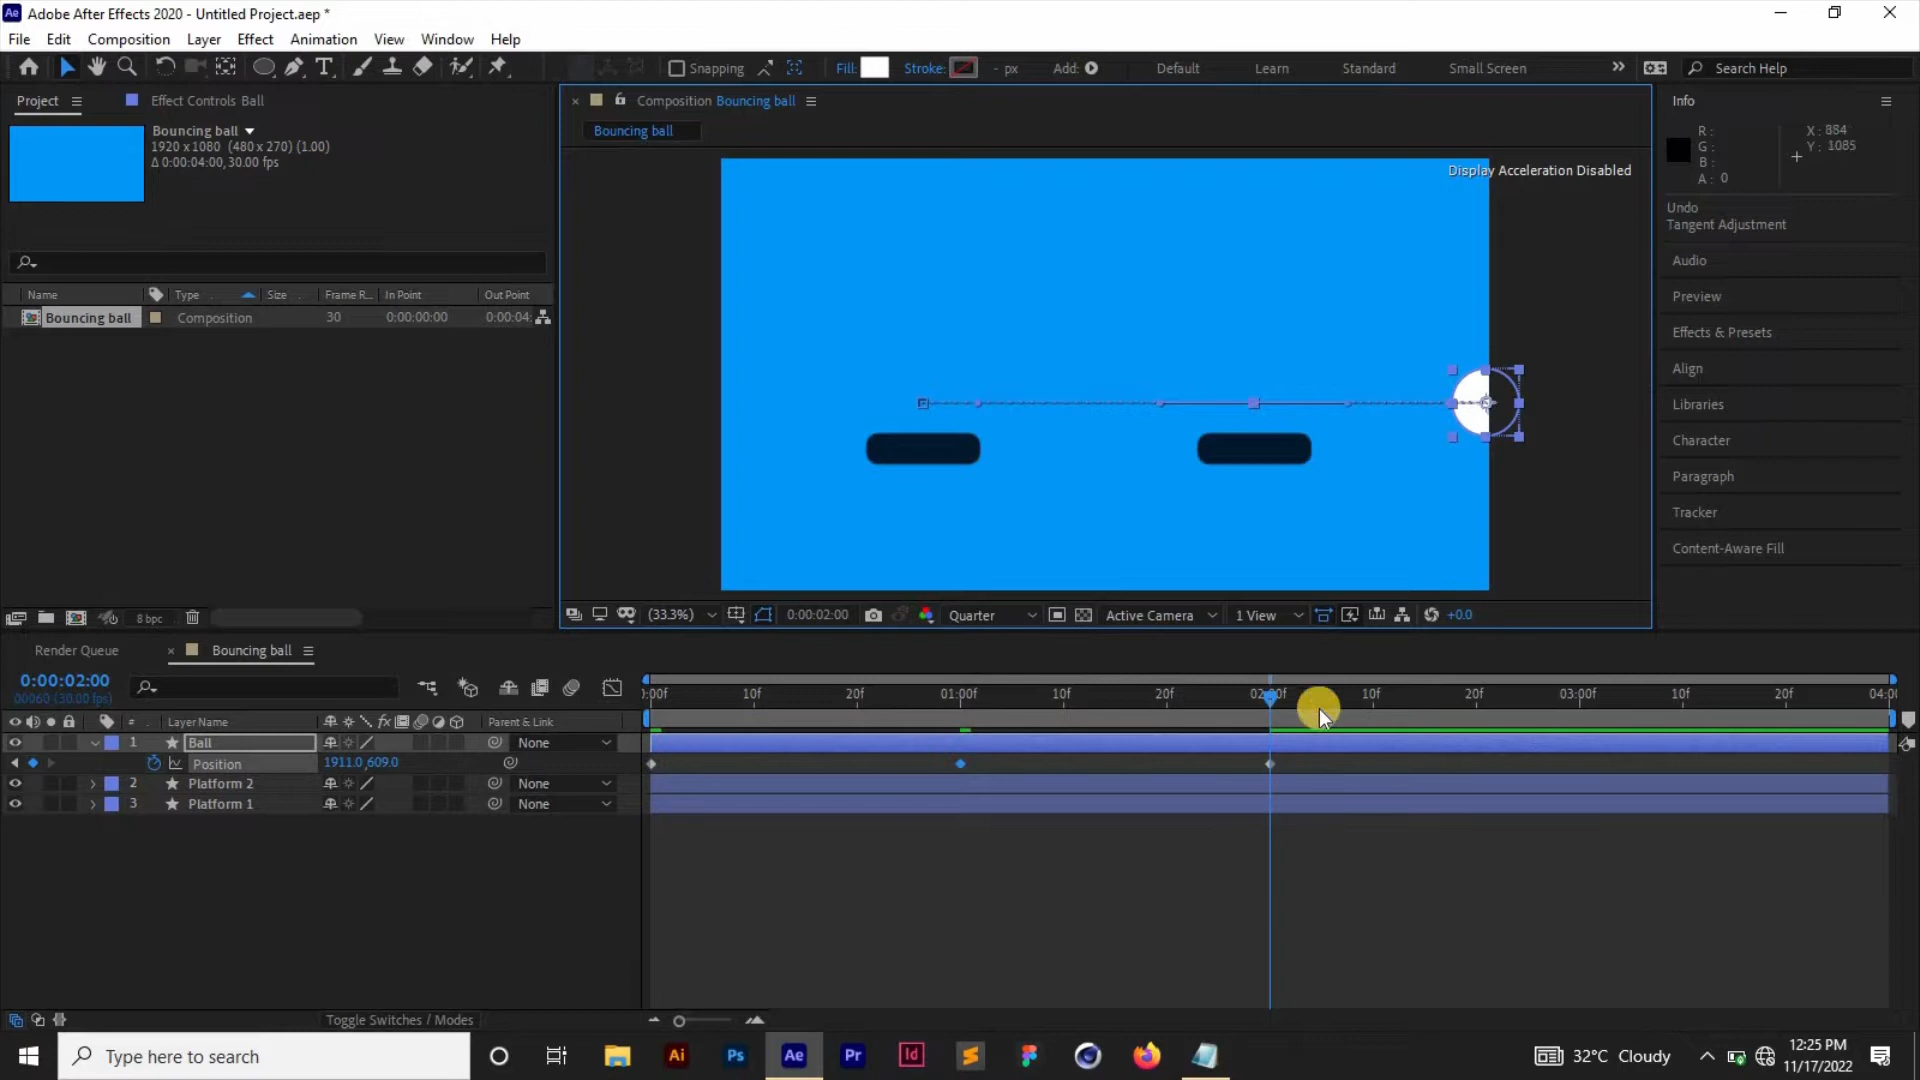 Adobe After Effects 2020 - Untitled Project.aep *
File Edit Composition Layer Effect Animation View Window Help
Snapping Fill: Stroke: - px Add: Default Learn Standard Small Screen Search Help
Project Effect Controls Ball
Bouncing ball
1920 x 1080 (480 x 270) (1.00)
Δ 0:00:04:00, 30.00 fps
Name Type Size Frame R... In Point Out Point
Bouncing ball Composition 30 0:00:00:00 0:00:04:
8 bpc
Composition Bouncing ball
Bouncing ball
Display Acceleration Disabled
(33.3%) 0:00:02:00 Quarter Active Camera 1 View +0.0
Info
R: X: 884
G: Y: 1085
B:
A: 0
Undo
Tangent Adjustment
Audio
Preview
Effects & Presets
Align
Libraries
Character
Paragraph
Tracker
Content-Aware Fill
Render Queue Bouncing ball
0:00:02:00
00060 (30.00 fps)
:00f 10f 20f 01:00f 10f 20f 02:00f 10f 20f 03:00f 10f 20f 04:0
# Layer Name fx Parent & Link
1 Ball None
Position 1911.0,609.0
2 Platform 2 None
3 Platform 1 None
Toggle Switches / Modes
Type here to search
Ai Ps Ae Pr Id
32°C Cloudy
12:25 PM
11/17/2022